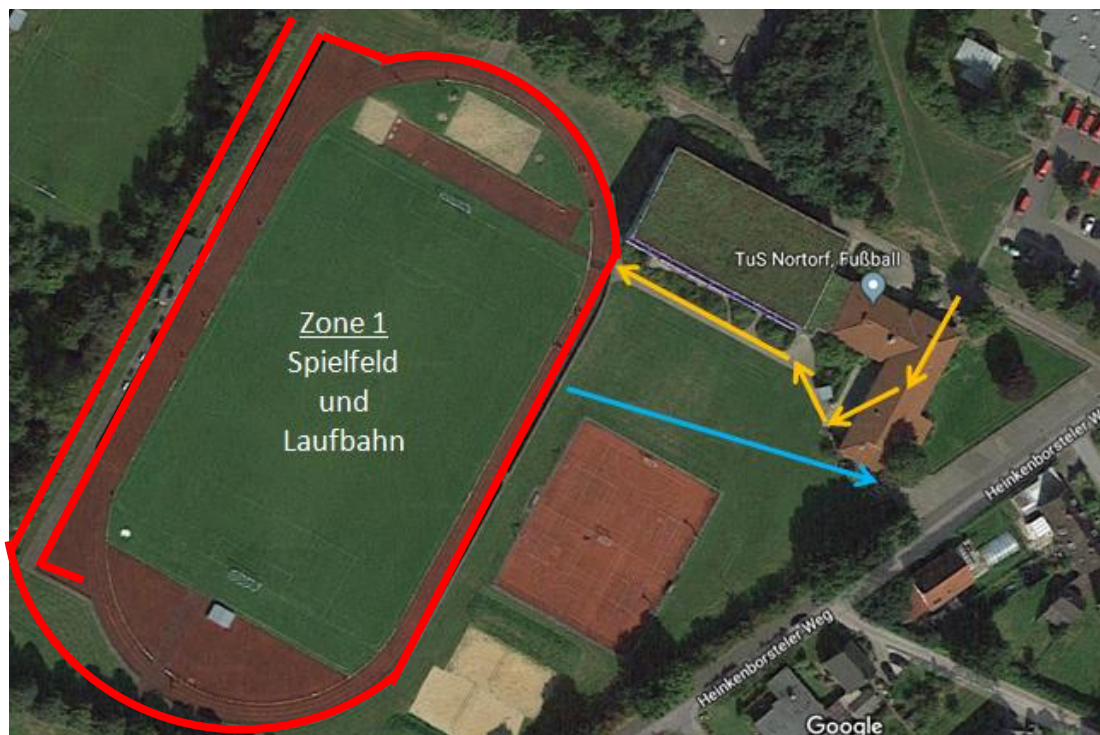 TuS Nortorf, Fußball
Zone 1
Spielfeld
und
Laufbahn
Heinkenborsteler W
Heinkenborsteler Weg
Google